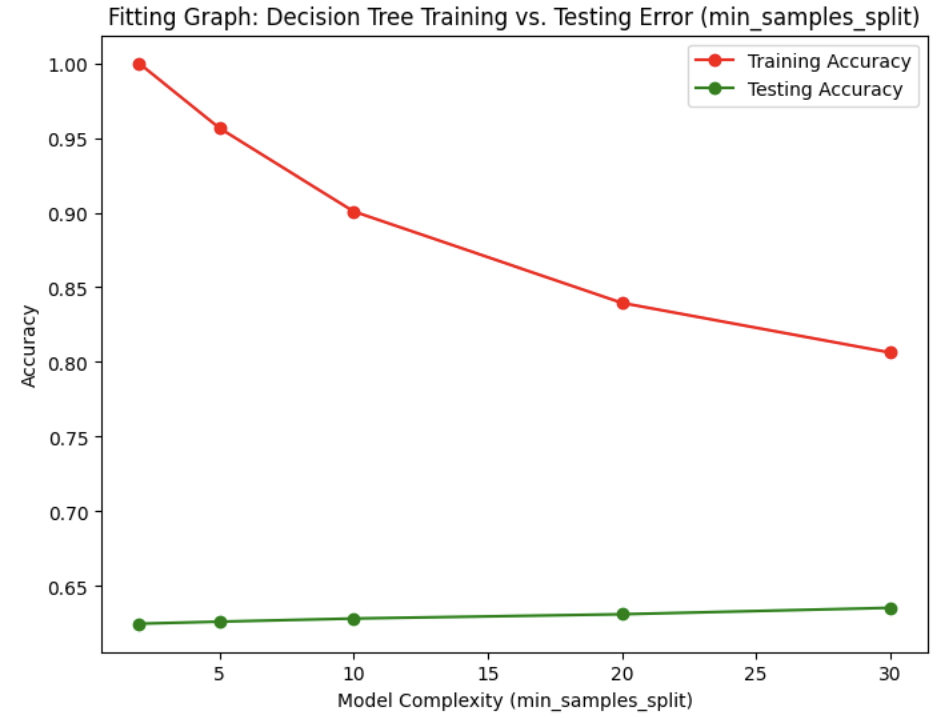 Fitting Graph: Decision Tree Training vs. Testing Error (min_samples_split)
Training Accuracy
Testing Accuracy
Accuracy
1.00
0.95
0.90
0.85
0.80
0.75
0.70
0.65
5 10 15 20 25 30
Model Complexity (min_samples_split)